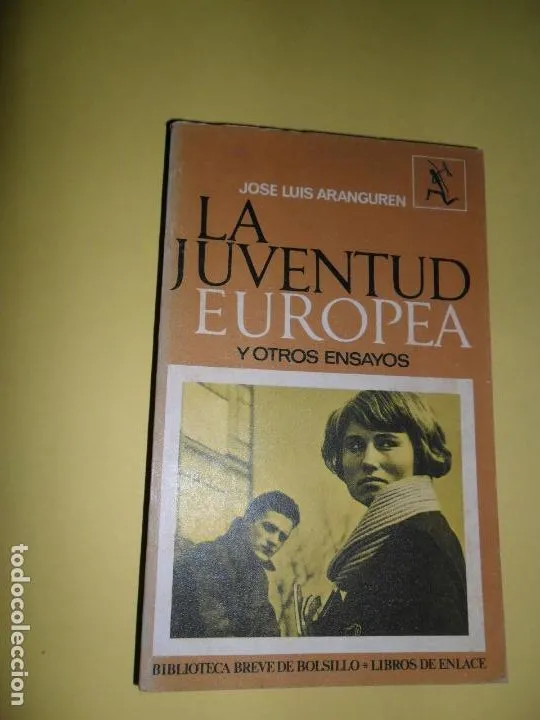 JOSE LUIS ARANGUREN
LA
JUVENTUD
EUROPEA
Y OTROS ENSAYOS
BIBLIOTECA BREVE DE BOLSILLO * LIBROS DE ENLACE
todocoleccion